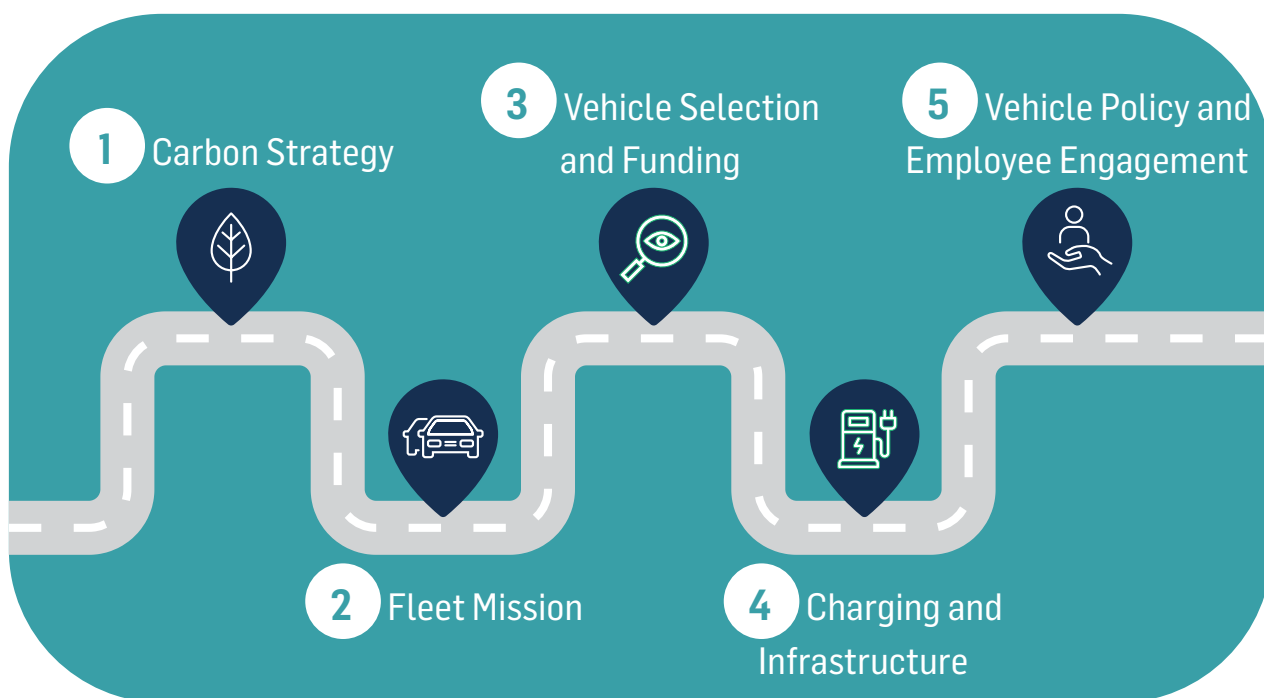 1 Carbon Strategy
2 Fleet Mission
3 Vehicle Selection
and Funding
4 Charging and
Infrastructure
5 Vehicle Policy and
Employee Engagement